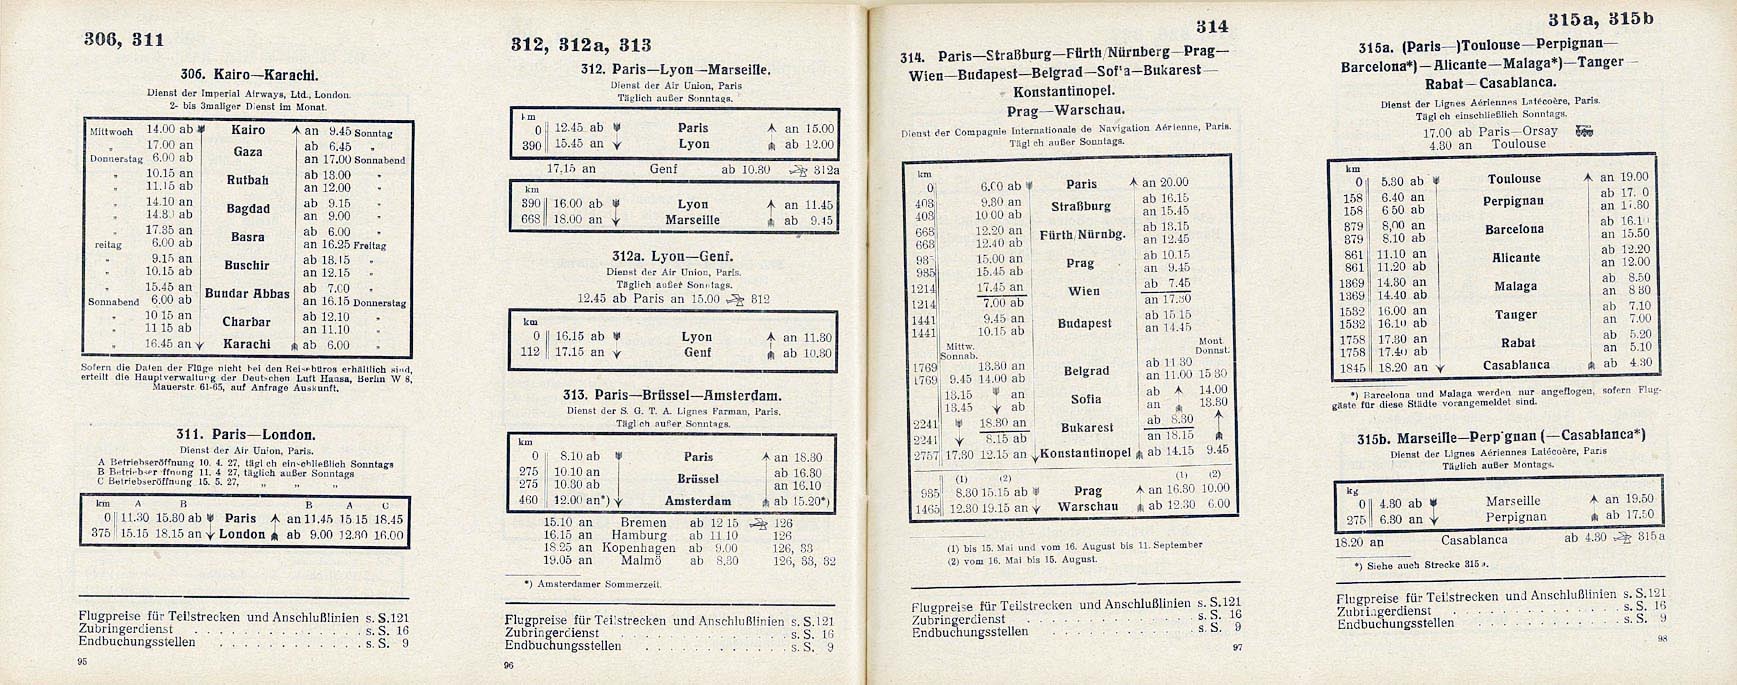 306, 311
306. Kairo—Karachi.
Dienst der Imperial Airways, Ltd., London.
2- bis 3maliger Dienst im Monat.
Mittwoch 14.00 ab Kairo an 9.45 Sonntag
„ 17.00 an Gaza ab 6.45 „
Donnerstag 6.00 ab an 17.00 Sonnabend
„ 10.15 an Rutbah ab 13.00 „
„ 11.15 ab an 12.00 „
„ 14.10 an Bagdad ab 9.15 „
„ 14.30 ab an 9.00 „
„ 17.35 an Basra ab 6.00 „
reitag 6.00 ab an 16.25 Freitag
„ 9.15 an Buschir ab 13.15 „
„ 10.15 ab an 12.15 „
„ 15.45 an Bundar Abbas ab 7.00 „
Sonnabend 6.00 ab an 16.15 Donnerstag
„ 10 15 an Charbar ab 12.10 „
„ 11 15 ab an 11.10 „
„ 16.45 an Karachi ab 6.00 „
Sofern die Daten der Flüge nicht bei den Reisebüros erhältlich sind,
erteilt die Hauptverwaltung der Deutschen Luft Hansa, Berlin W 8,
Mauerstr. 61-65, auf Anfrage Auskunft.
311. Paris—London.
Dienst der Air Union, Paris.
A Betriebseröffnung 10. 4. 27, täglich einschließlich Sonntags
B Betriebseröffnung 11. 4 27, täglich außer Sonntags
C Betriebseröffnung 15. 5. 27, „ „ „
km A B B A C
0 11.30 15.30 ab Paris an 11.45 15 15 18.45
375 15.15 18.15 an London ab 9.00 12.30 16.00
Flugpreise für Teilstrecken und Anschlußlinien s. S. 121
Zubringerdienst . . . . . . . . . . s. S. 16
Endbuchungsstellen . . . . . . . . . . s. S. 9
95
312, 312a, 313
312. Paris—Lyon—Marseille.
Dienst der Air Union, Paris
Täglich außer Sonntags.
km
0 12.45 ab Paris an 15.00
390 15.45 an Lyon ab 12.00
17.15 an Genf ab 10.30 312a
km
390 16.00 ab Lyon an 11.45
668 18.00 an Marseille ab 9.45
312a. Lyon—Genf.
Dienst der Air Union, Paris.
Täglich außer Sonntags.
12.45 ab Paris an 15.00 312
km
0 16.15 ab Lyon an 11.30
112 17.15 an Genf ab 10.30
313. Paris—Brüssel—Amsterdam.
Dienst der S. G. T. A. Lignes Farman, Paris.
Täglich außer Sonntags.
km
0 8.10 ab Paris an 18.30
275 10.10 an Brüssel ab 16.30
275 10.30 ab an 16.10
460 12.00 an*) Amsterdam ab 15.20*)
15.10 an Bremen ab 12 15 126
16.15 an Hamburg ab 11.10 126
18.25 an Kopenhagen ab 9.00 126, 33
19.05 an Malmö ab 8.30 126, 33, 32
*) Amsterdamer Sommerzeit.
Flugpreise für Teilstrecken und Anschlußlinien s. S. 121
Zubringerdienst . . . . . . . . . . s. S. 16
Endbuchungsstellen . . . . . . . . . . s. S. 9
96
314
314. Paris—Straßburg—Fürth/Nürnberg—Prag—
Wien—Budapest—Belgrad—Sofia—Bukarest—
Konstantinopel.
Prag—Warschau.
Dienst der Compagnie Internationale de Navigation Aérienne, Paris.
Täglich außer Sonntags.
km
0 6.00 ab Paris an 20.00
403 9.30 an Straßburg ab 16.15
403 10 00 ab an 15.45
668 12.20 an Fürth/Nürnbg. ab 13.15
668 12.40 ab an 12.45
985 15.00 an Prag ab 10.15
985 15.45 ab an 9.45
1214 17.45 an Wien ab 7.45
1214 7.00 ab an 17.30
1441 9.45 an Budapest ab 15 15
1441 10.15 ab an 14.45
Mittw. Mont
Sonnab. Donnst.
1769 13.30 an Belgrad ab 11 30
1769 9.45 14.00 ab an 11.00 15 30
13.15 an Sofia ab 14.00
13.45 ab an 13.30
2241 18.30 an Bukarest ab 8.30
2241 8.15 ab an 18.15
2757 17.30 12.15 an Konstantinopel ab 14.15 9.45
(1) (2) (1) (2)
985 8.30 15.15 ab Prag an 16.30 10.00
1465 12.30 19.15 an Warschau ab 12.30 6.00
(1) bis 15. Mai und vom 16. August bis 11. September
(2) vom 16. Mai bis 15. August.
Flugpreise für Teilstrecken und Anschlußlinien s. S. 121
Zubringerdienst . . . . . . . . . . s. S. 16
Endbuchungsstellen . . . . . . . . . . s. S. 9
97
315a, 315b
315a. (Paris—)Toulouse—Perpignan—
Barcelona*)—Alicante—Malaga*)—Tanger—
Rabat—Casablanca.
Dienst der Lignes Aériennes Latécoère, Paris.
Täglich einschließlich Sonntags.
17.00 ab Paris—Orsay
4.30 an Toulouse
km
0 5.30 ab Toulouse an 19.00
158 6.40 an Perpignan ab 17. 0
158 6 50 ab an 17.30
379 8.00 an Barcelona ab 16.1
379 8.10 ab an 15.50
861 11.10 an Alicante ab 12.20
861 11.20 ab an 12.00
1369 14.30 an Malaga ab 8.50
1369 14.40 ab an 8 30
1532 16.00 an Tanger ab 7.10
1532 16.10 ab an 7.00
1758 17.30 an Rabat ab 5.20
1758 17.40 ab an 5.10
1845 18.20 an Casablanca ab 4.30
*) Barcelona und Malaga werden nur angeflogen, sofern Flug-
gäste für diese Städte vorangemeldet sind.
315b. Marseille—Perpignan (—Casablanca*)
Dienst der Lignes Aériennes Latécoère, Paris
Täglich außer Montags.
kg
0 4.30 ab Marseille an 19.50
275 6.30 an Perpignan ab 17.50
18.20 an Casablanca ab 4.30 315a
*) Siehe auch Strecke 315a.
Flugpreise für Teilstrecken und Anschlußlinien s. S. 121
Zubringerdienst . . . . . . . . . . s. S. 16
Endbuchungsstellen . . . . . . . . . . s. S. 9
98